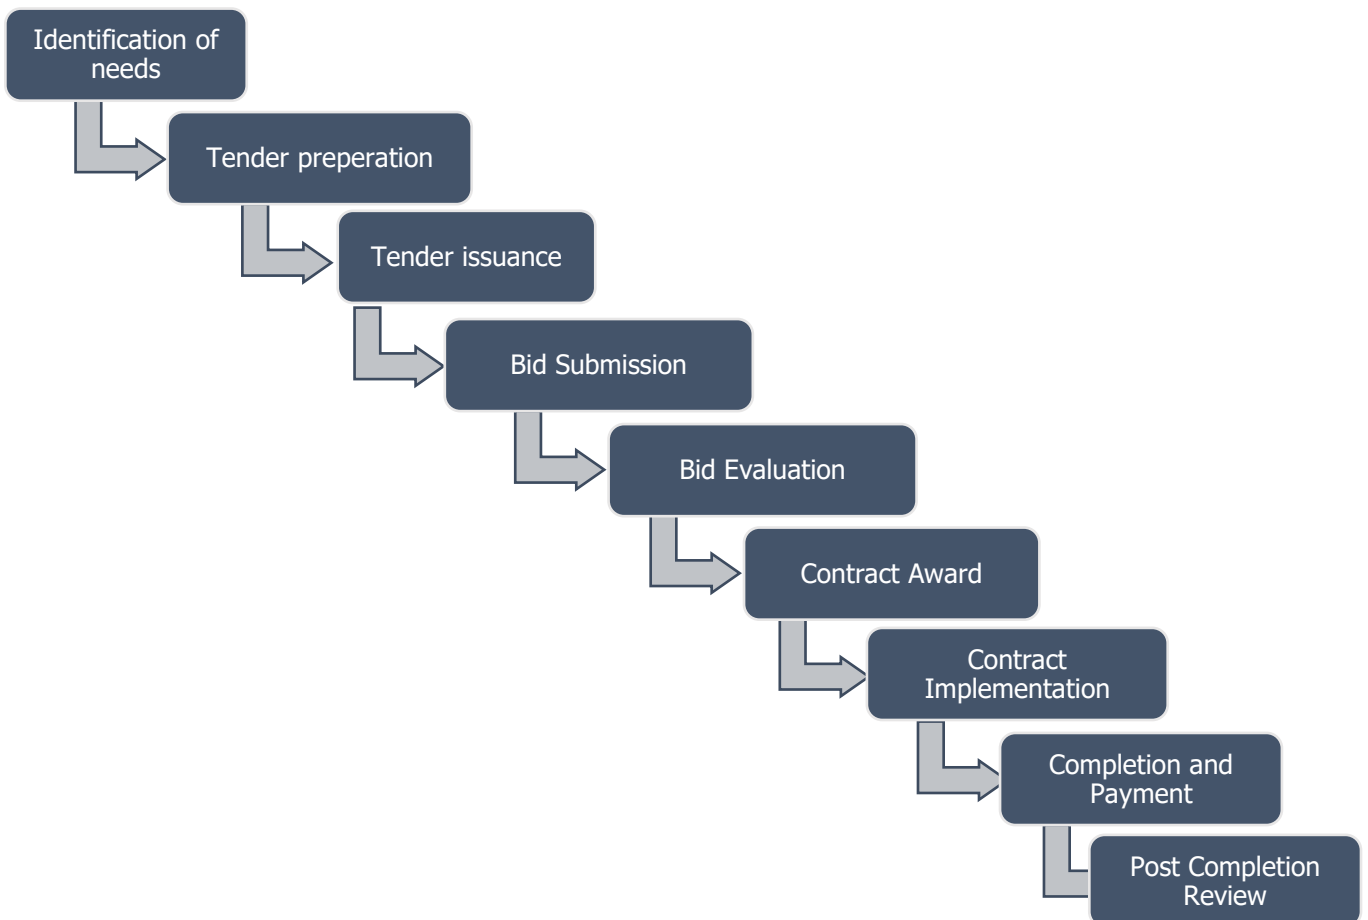 Identification of
needs
Tender preperation
Tender issuance
Bid Submission
Bid Evaluation
Contract Award
Contract
Implementation
Completion and
Payment
Post Completion
Review